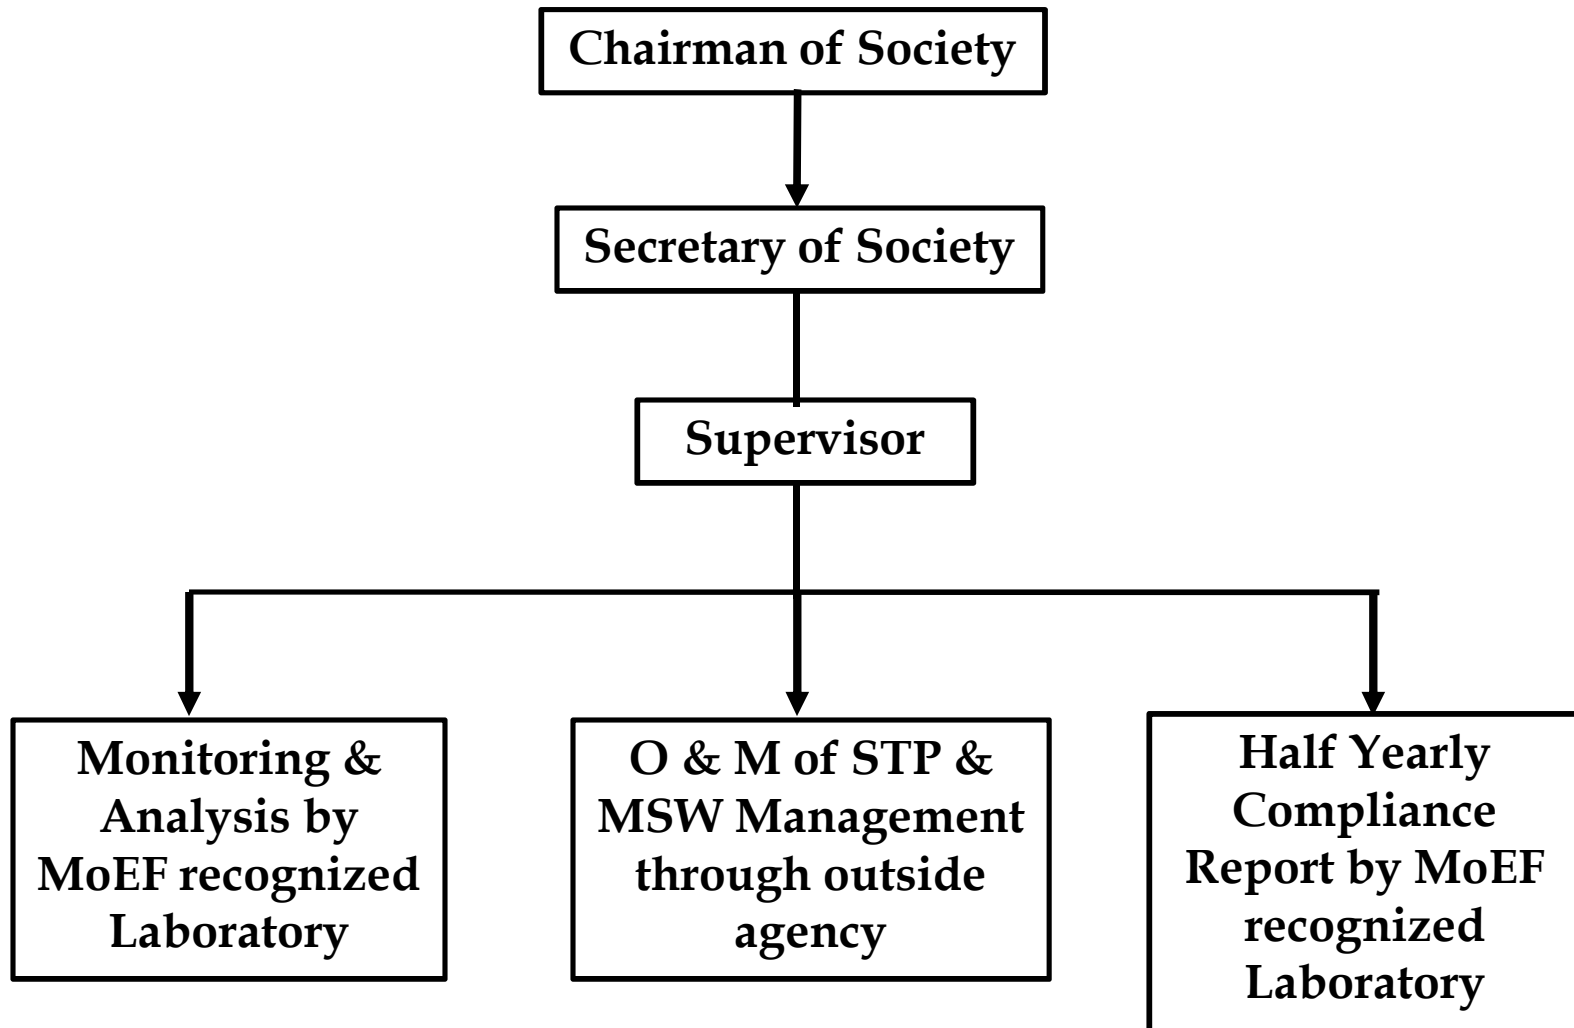 Chairman of Society
Secretary of Society
Supervisor
Monitoring &
Analysis by
MoEF recognized
Laboratory
O & M of STP &
MSW Management
through outside
agency
Half Yearly
Compliance
Report by MoEF
recognized
Laboratory